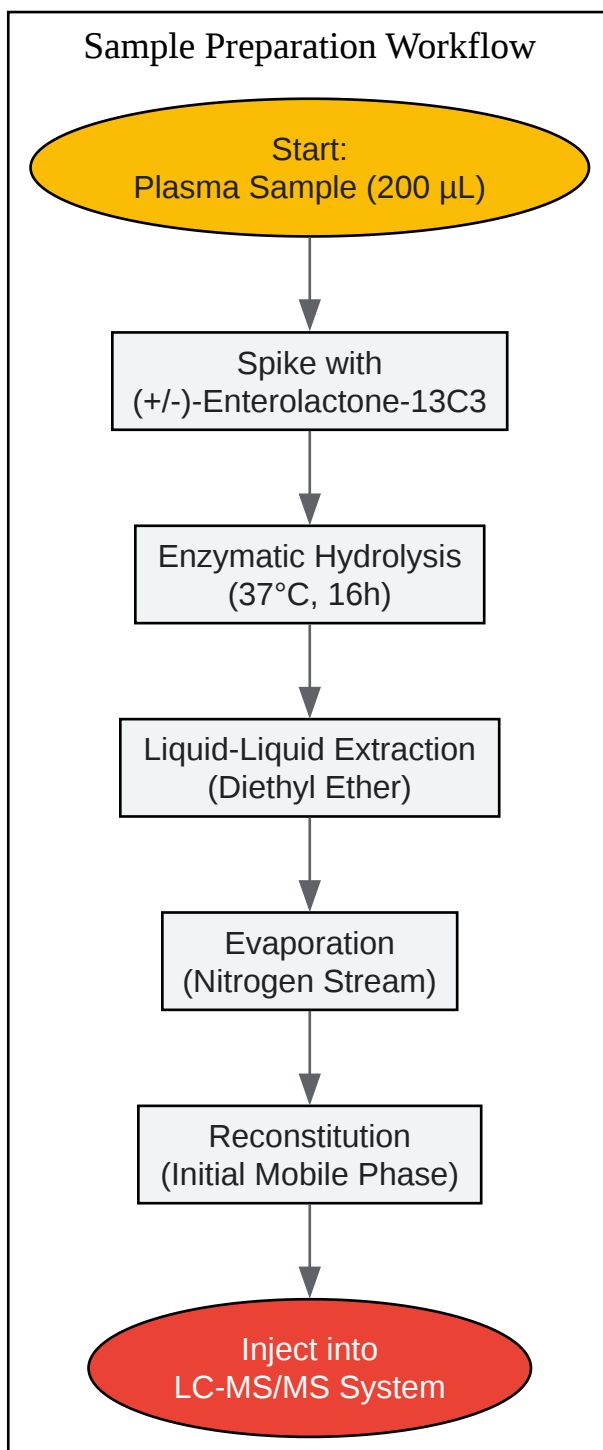 Sample Preparation Workflow
Start:
Plasma Sample (200 µL)
Spike with
(+/-)-Enterolactone-13C3
Enzymatic Hydrolysis
(37°C, 16h)
Liquid-Liquid Extraction
(Diethyl Ether)
Evaporation
(Nitrogen Stream)
Reconstitution
(Initial Mobile Phase)
Inject into
LC-MS/MS System